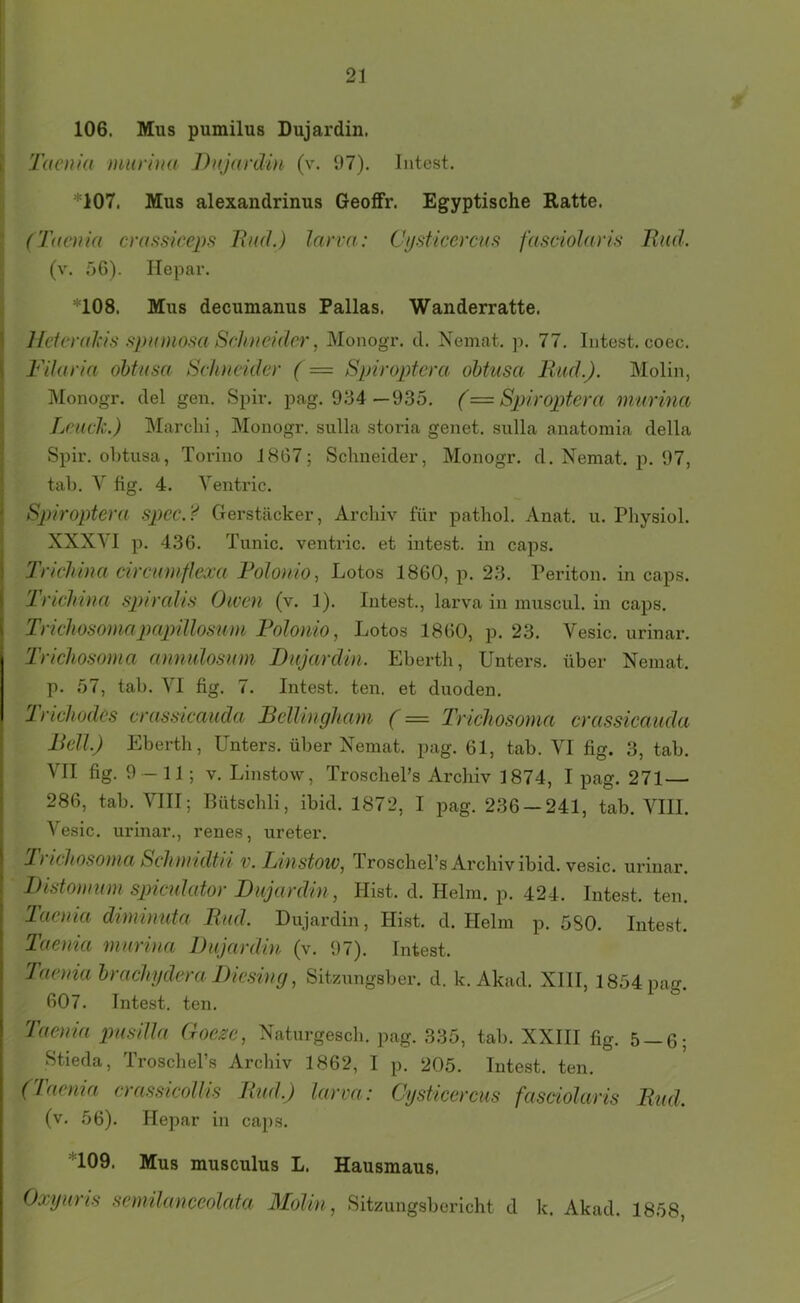 21
106. Mus pumilus Dujardin.
Taenia murina Dujardin (v. 97). Intest.
*107. Mus alexandrinus Geoffr. Egyptische Ratte.
(Taenia crassiceps Rud.) larva: Cysticercus fasciolaris Rud.
(v. 56). Hepar.
*108. Mus decumanus Pallas. Wanderratte.
Heterakis spumosa Schneider, Monogr. d. Nemat. p. 77. Intest. coec.
Filaria obtusa Schneider (= Spiroptera obtusa Rud.). Molin,
Monogr. del gen. Spir. pag. 934—935. (= Spiroptera murina
Leuck.) Marchi, Monogr. sulla storia genet. sulla anatomia della
Spir. obtusa, Torino 1867; Schneider, Monogr. d. Nemat. p. 97,
tab. V fig. 4. Ventric.
Spiroptera spec.? Gerstäcker, Archiv für pathol. Anat. u. Physiol.
XXXVI p. 436. Tunic. ventric. et intest. in caps.
Trichina circumflexa Polonio, Lotos 1860, p. 23. Periton. in caps.
Trichina spiralis Owen (v. 1). Intest., larva in muscul. in caps.
Trichosoma papillosum Polonio, Lotos 1860, p. 23. Vesic. urinar.
Trichosoma annulosum Dujardin. Eberth, Unters. über Nemat.
p. 57, tab. VI fig. 7. Intest. ten. et duoden.
Trichodes crassicauda Bellingham (= Trichosoma crassicauda
Bell.) Eberth, Unters. über Nemat. pag. 61, tab. VI fig. 3, tab.
VII fig. 9—11; v. Linstow, Troschel's Archiv 1874, I pag. 271—
286, tab. VIII; Bütschli, ibid. 1872, I pag. 236—241, tab. VIII.
Vesic. urinar., renes, ureter.
Trichosoma Schmidtii v. Linstow, Troschel's Archiv ibid. vesic. urinar.
Distomum spiculator Dujardin, Hist. d. Helm. p. 424. Intest. ten.
Taenia diminuta Rud. Dujardin, Hist. d. Helm p. 580. Intest.
Taenia murina Dujardin (v. 97). Intest.
Taenia brachydera Diesing, Sitzungsber. d. k. Akad. XIII, 1854 pag.
607. Intest. ten.
Taenia pusilla Goeze, Naturgesch. pag. 335, tab. XXIII fig. 5—6;
Stieda, Troschel's Archiv 1862, I p. 205. Intest. ten.
(Taenia crassicollis Rud.) larva: Cysticercus fasciolaris Rud.
(v. 56). Hepar in caps.
*109. Mus musculus L. Hausmaus.
Oxyuris semilanceolata Molin, Sitzungsbericht d k. Akad. 1858,